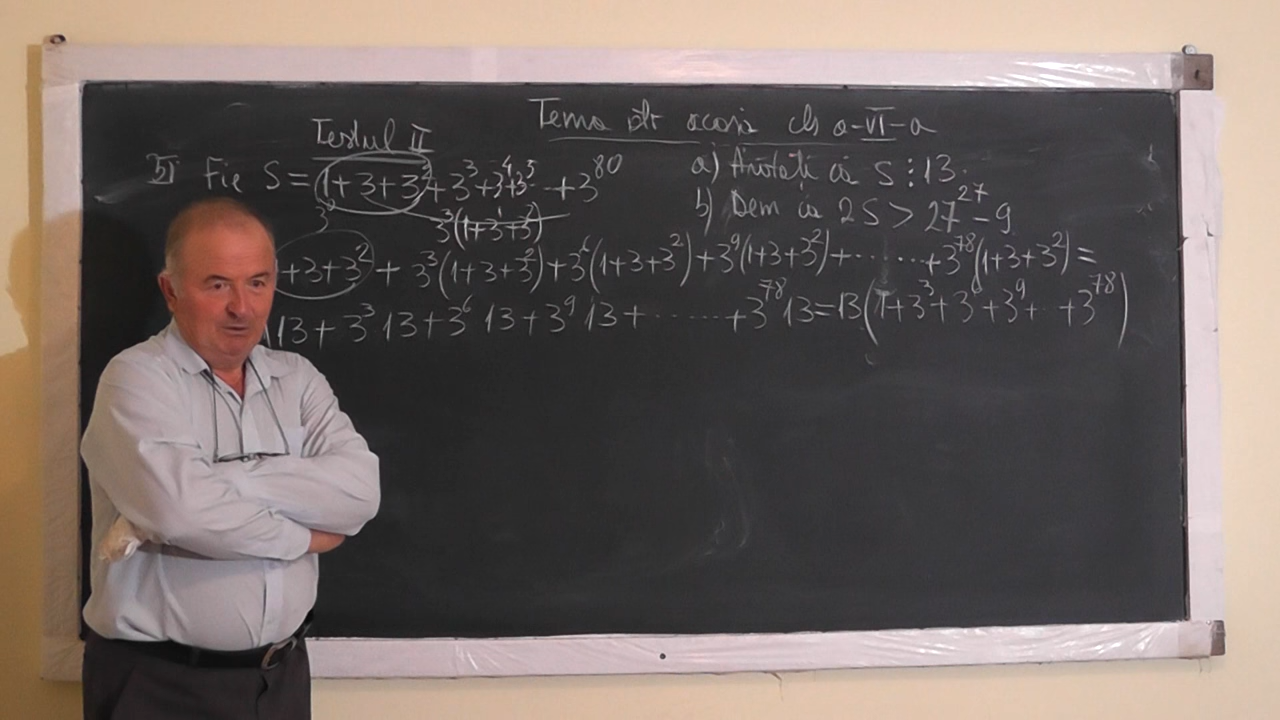 Testul II
Tema ptr acasă cls a-VI-a
5) Fie S=(1+3+3²)+3³+3⁴+3⁵..+3⁸⁰
a) Arătați că S⋮13.
3²
3³(1+3+3²)
b) Dem că 2S>27²⁷-9
+3+3²+3³(1+3+3²)+3⁶(1+3+3²)+3⁹(1+3+3²)+.......+3⁷⁸(1+3+3²)=
13+3³13+3⁶13+3⁹13+.......+3⁷⁸13=13(1+3³+3⁶+3⁹+..+3⁷⁸)